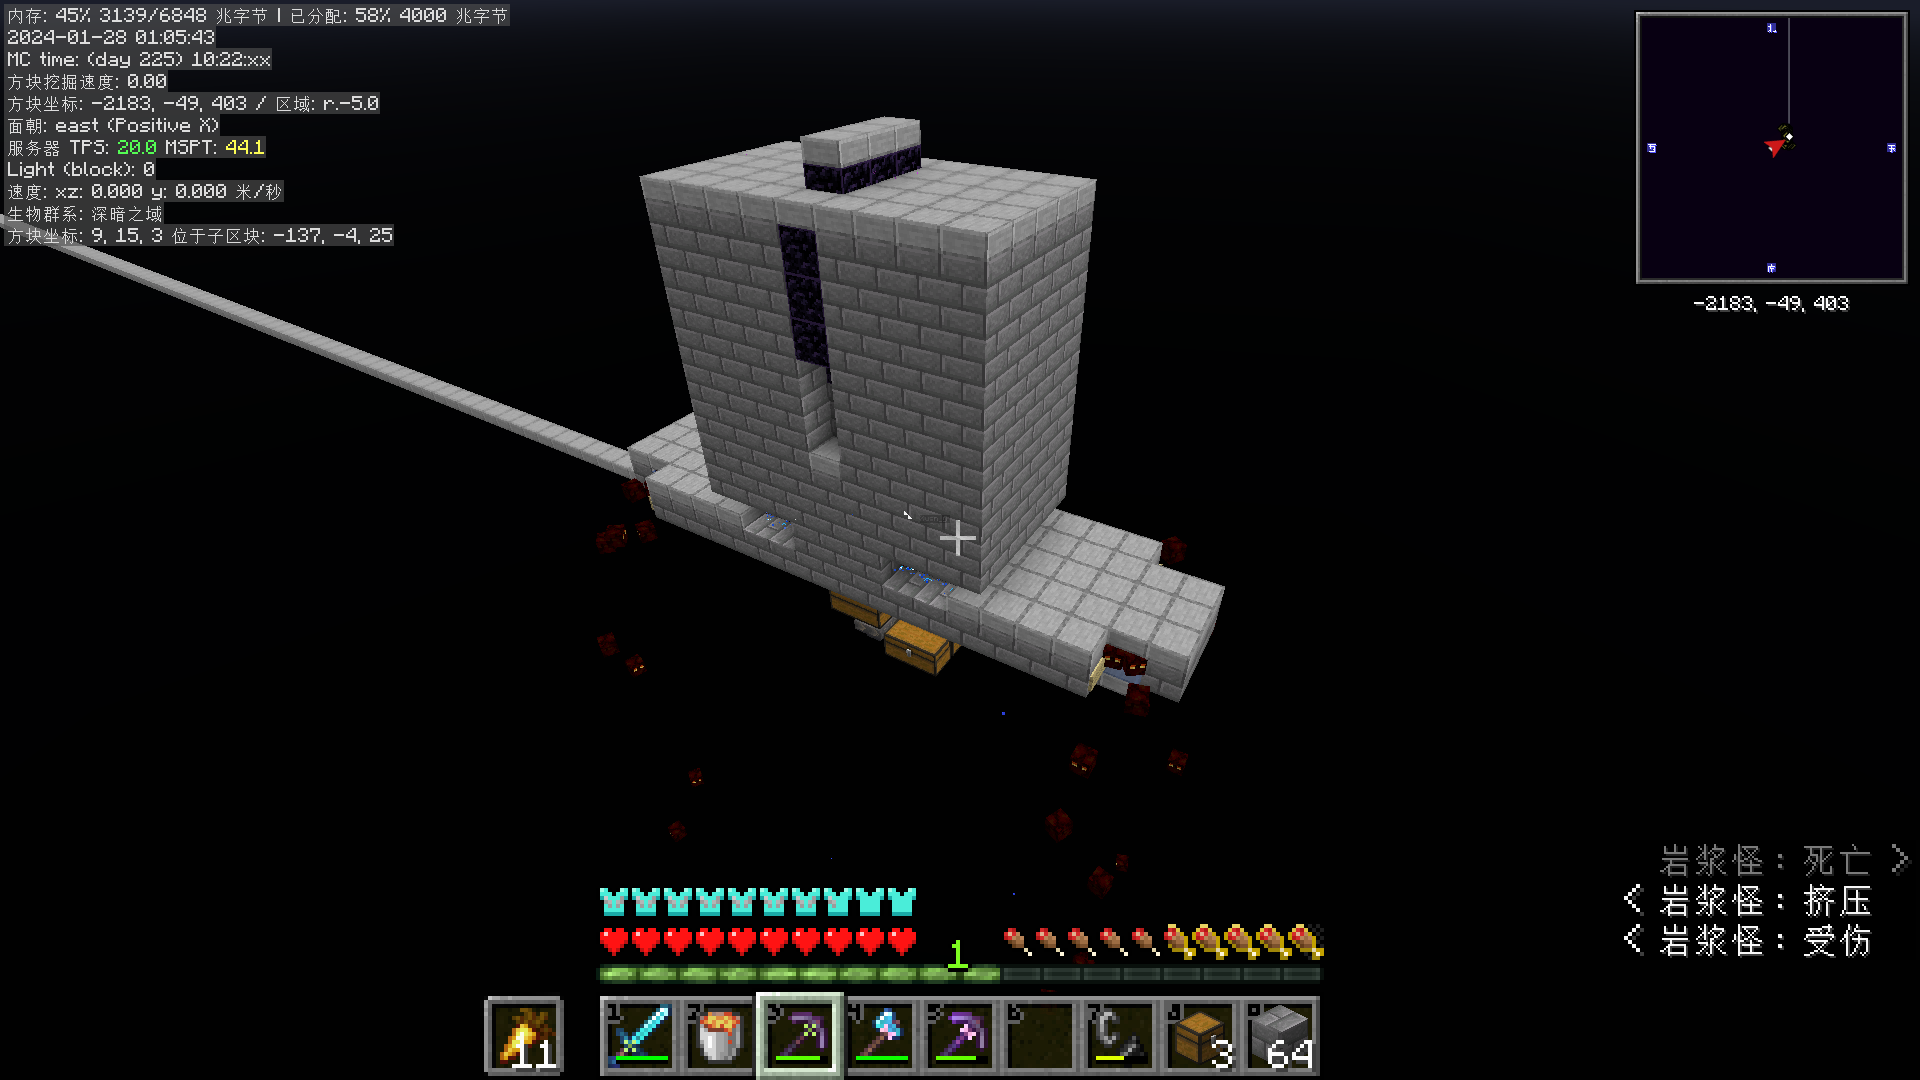 内存: 45% 3139/6848 兆字节 | 已分配: 58% 4000 兆字节
2024-01-28 01:05:43
MC time: (day 225) 10:22:xx
方块挖掘速度: 0.00
方块坐标: -2183, -49, 403 / 区域: r.-5.0
面朝: east (Positive X)
服务器 TPS: 20.0 MSPT: 44.1
Light (block): 0
速度: xz: 0.000 y: 0.000 米/秒
生物群系: 深暗之域
方块坐标: 9, 15, 3 位于子区块: -137, -4, 25
北
东
南
-2183, -49, 403
岩浆怪：死亡 >
< 岩浆怪：挤压
< 岩浆怪：受伤
1
11
1
3
64